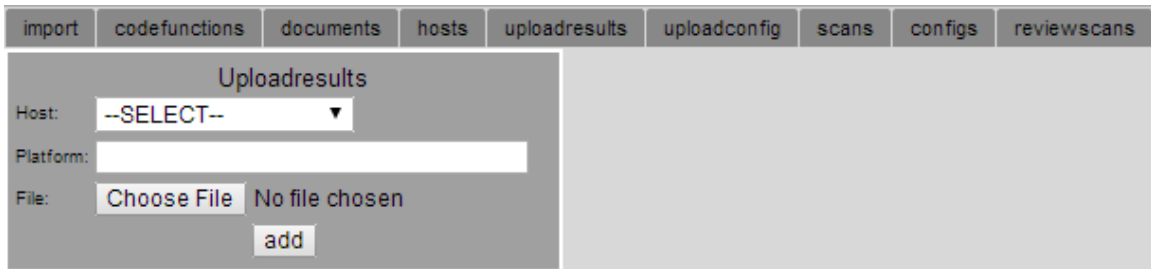 import codefunctions documents hosts uploadresults uploadconfig scans configs reviewscans
Uploadresults
Host: --SELECT--
Platform:
File: Choose File No file chosen
add